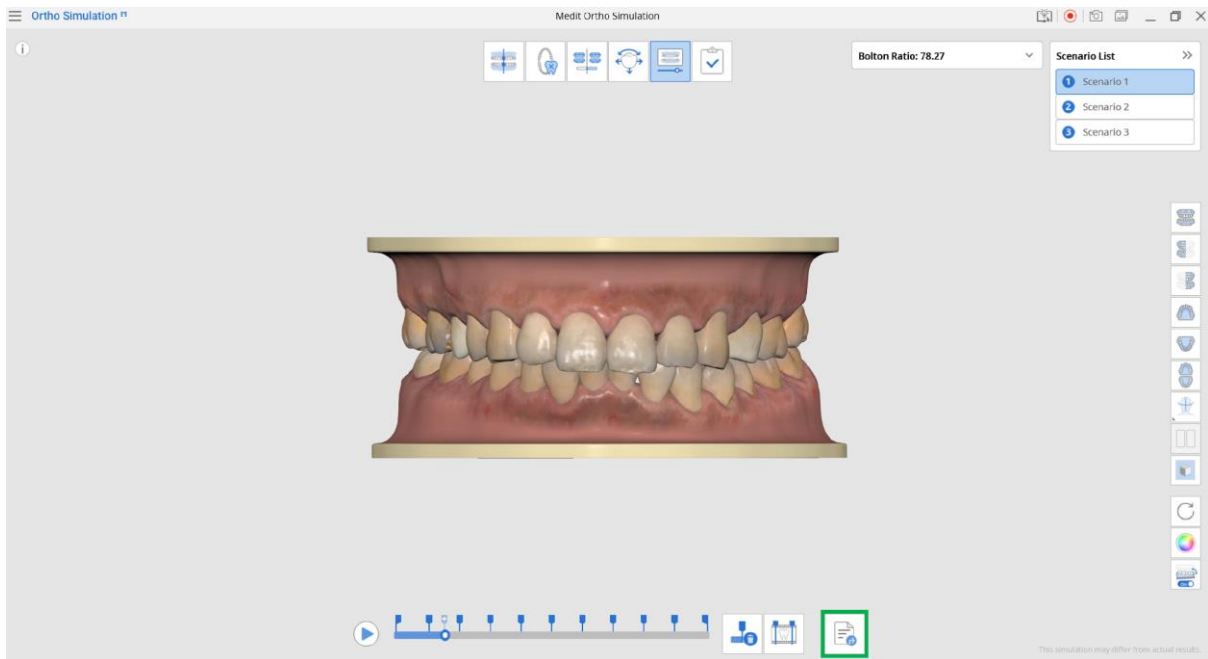 Ortho Simulation
Medit Ortho Simulation
Bolton Ratio: 78.27
Scenario List
1 Scenario 1
2 Scenario 2
3 Scenario 3
This simulation may differ from actual results.